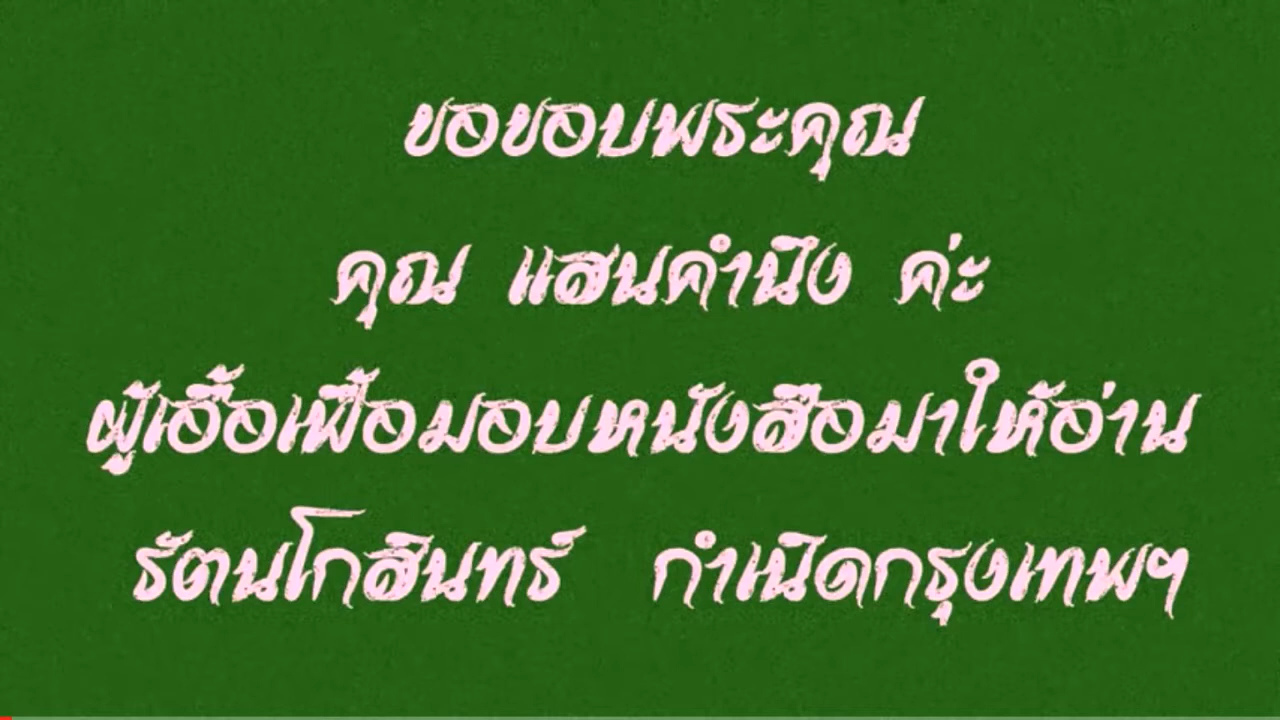 ขอขอบพระคุณ
คุณ แสนคำนึง ค่ะ
ผู้เอื้อเฟื้อมอบหนังสือมาให้อ่าน
รัตนโกสินทร์ กำเนิดกรุงเทพฯ